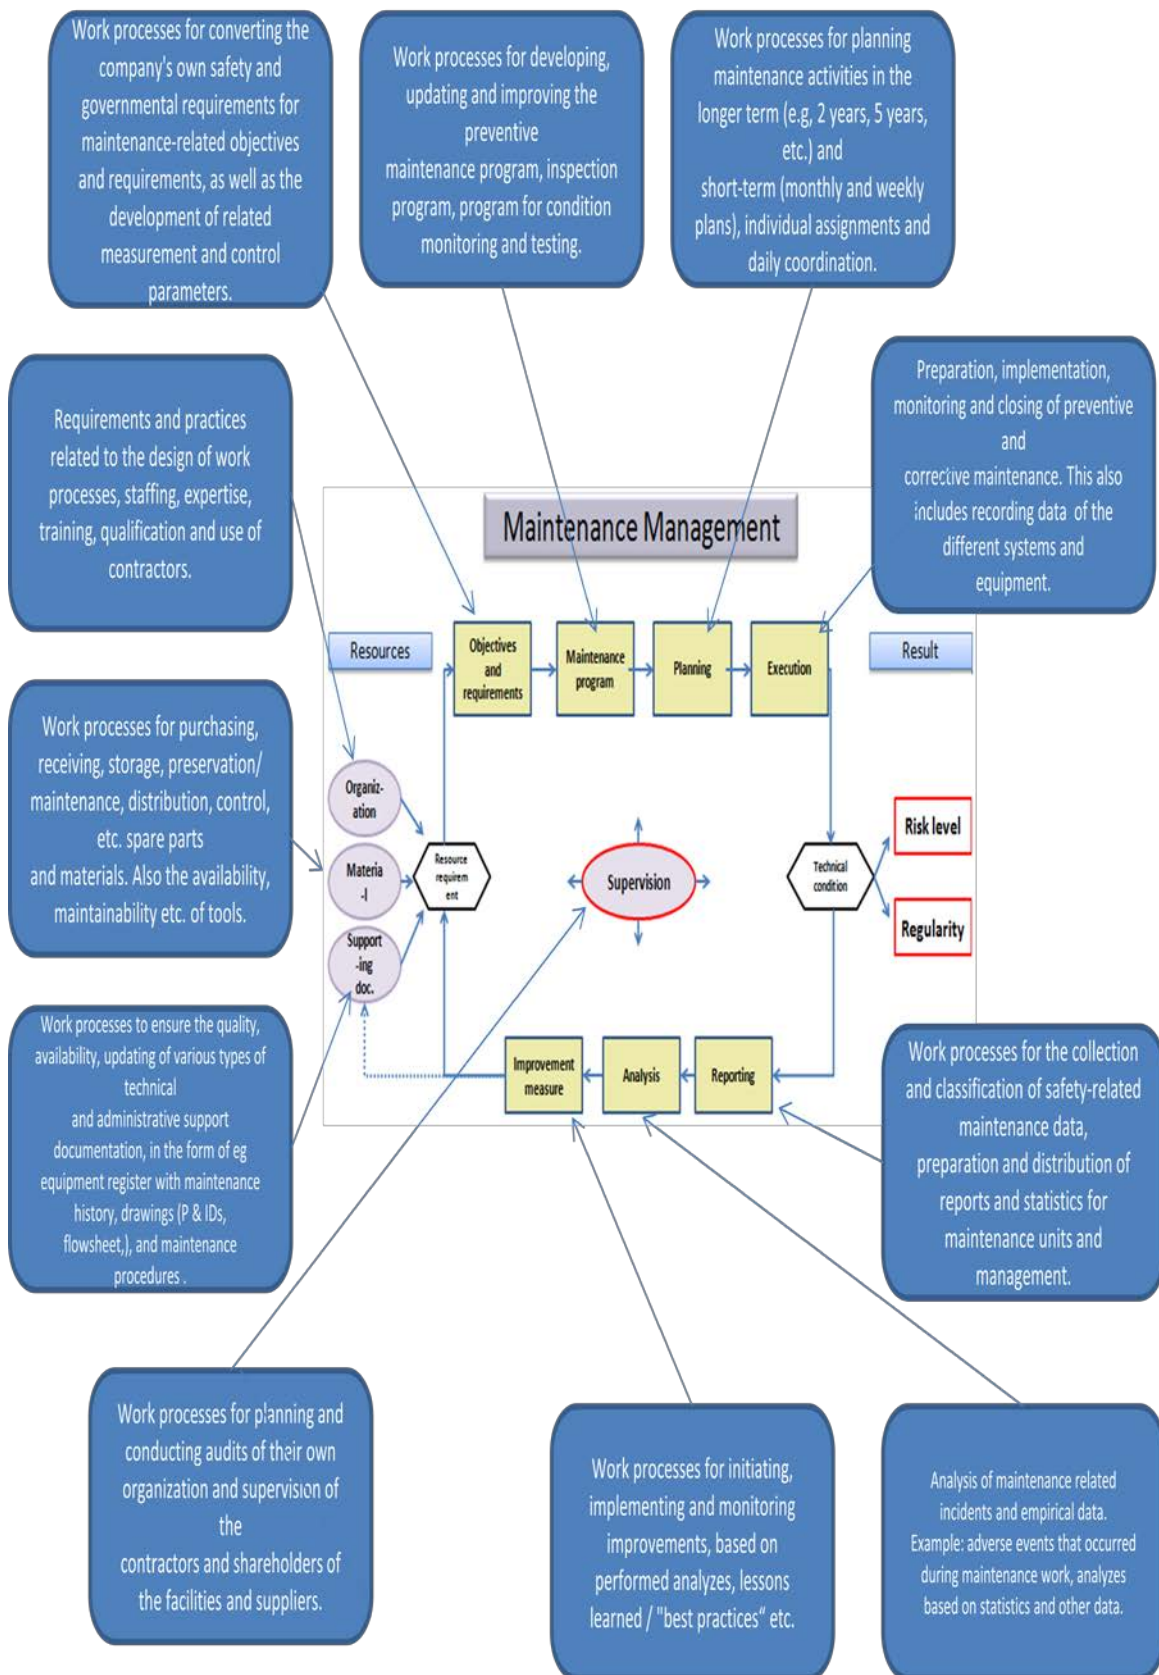 Work processes for converting the
company's own safety and
governmental requirements for
maintenance-related objectives
and requirements, as well as the
development of related
measurement and control
parameters.
Work processes for developing,
updating and improving the
preventive
maintenance program, inspection
program, program for condition
monitoring and testing.
Work processes for planning
maintenance activities in the
longer term (e.g, 2 years, 5 years,
etc.) and
short-term (monthly and weekly
plans), individual assignments and
daily coordination.
Requirements and practices
related to the design of work
processes, staffing, expertise,
training, qualification and use of
contractors.
Preparation, implementation,
monitoring and closing of preventive
and
corrective maintenance. This also
includes recording data of the
different systems and
equipment.
Maintenance Management
Resources
Objectives
and
requirements
Maintenance
program
Planning
Execution
Result
Work processes for purchasing,
receiving, storage, preservation/
maintenance, distribution, control,
etc. spare parts
and materials. Also the availability,
maintainability etc. of tools.
Organiz-
ation
Materia
-l
Support
-ing
doc.
Resource
requirem
ent
Supervision
Technical
condition
Risk level
Regularity
Improvement
measure
Analysis
Reporting
Work processes to ensure the quality,
availability, updating of various types of
technical
and administrative support
documentation, in the form of eg
equipment register with maintenance
history, drawings (P & IDs,
flowsheet,), and maintenance
procedures .
Work processes for the collection
and classification of safety-related
maintenance data,
preparation and distribution of
reports and statistics for
maintenance units and
management.
Work processes for planning and
conducting audits of their own
organization and supervision of
the
contractors and shareholders of
the facilities and suppliers.
Work processes for initiating,
implementing and monitoring
improvements, based on
performed analyzes, lessons
learned / "best practices“ etc.
Analysis of maintenance related
incidents and empirical data.
Example: adverse events that occurred
during maintenance work, analyzes
based on statistics and other data.